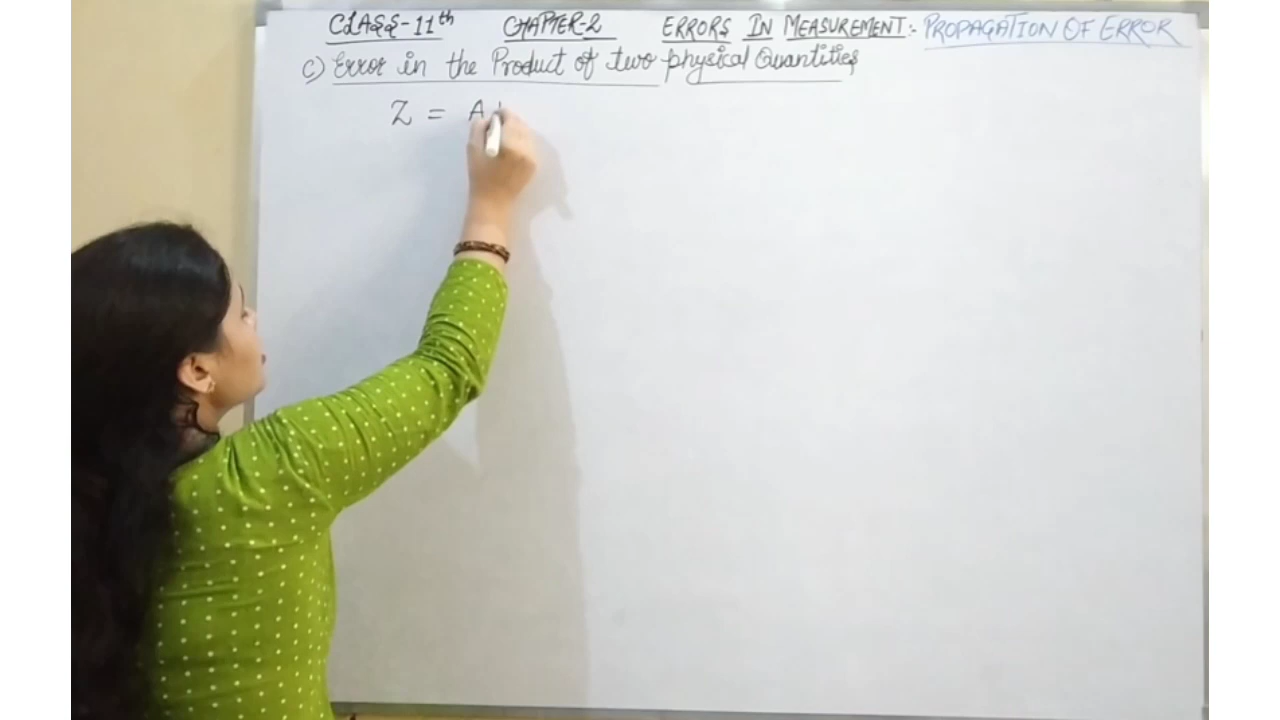 CLASS-11th CHAPTER-2 ERRORS IN MEASUREMENT:- PROPAGATION OF ERROR
c) Error in the Product of two physical Quantities
Z = A